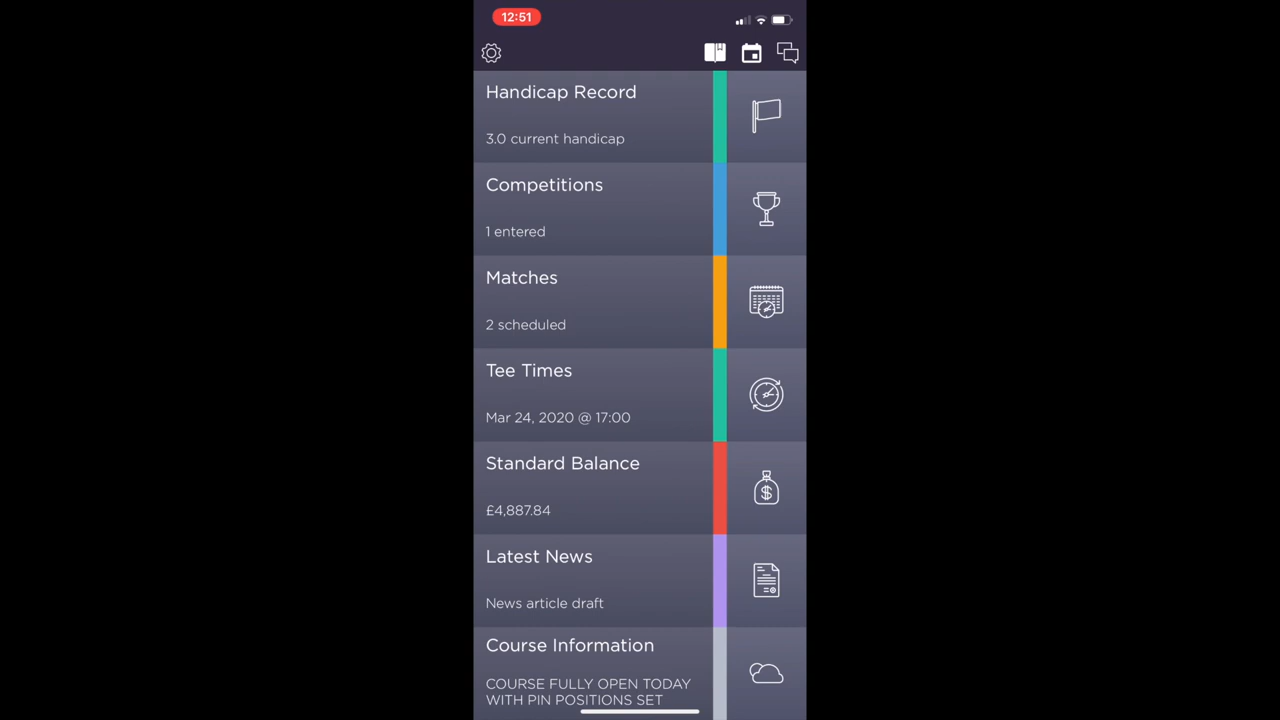 12:51
Handicap Record
3.0 current handicap
Competitions
1 entered
Matches
2 scheduled
Tee Times
Mar 24, 2020 @ 17:00
Standard Balance
£4,887.84
Latest News
News article draft
Course Information
COURSE FULLY OPEN TODAY
WITH PIN POSITIONS SET